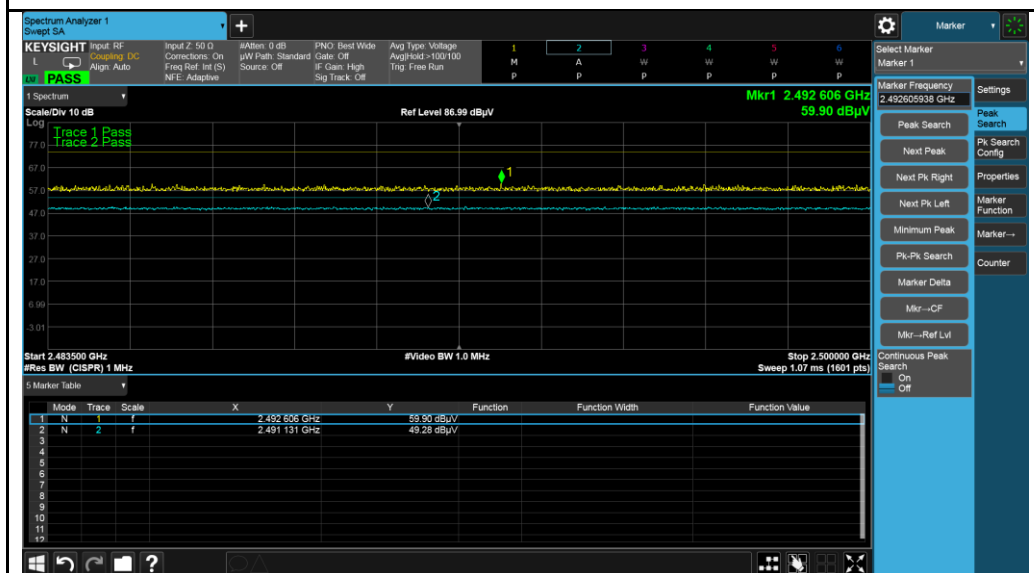 Spectrum Analyzer 1
Swept SA
+
Marker
KEYSIGHT
L
PASS
Input: RF
Coupling: DC
Align: Auto
Input Z: 50 Ω
Corrections: On
Freq Ref: Int (S)
NFE: Adaptive
#Atten: 0 dB
µW Path: Standard
Source: Off
PNO: Best Wide
Gate: Off
IF Gain: High
Sig Track: Off
Avg Type: Voltage
Avg|Hold:>100/100
Trig: Free Run
1 2 3 4 5 6
M A W W W W
P P P P P P
Select Marker
Marker 1
1 Spectrum
Mkr1 2.492 606 GHz
Scale/Div 10 dB
Ref Level 86.99 dBµV
59.90 dBµV
Log
Trace 1 Pass
Trace 2 Pass
77.0
67.0
57.0
47.0
37.0
27.0
17.0
6.99
-3.01
1
2
Start 2.483500 GHz
#Video BW 1.0 MHz
Stop 2.500000 GHz
#Res BW (CISPR) 1 MHz
Sweep 1.07 ms (1601 pts)
5 Marker Table
Mode Trace Scale X Y Function Function Width Function Value
1 N 1 f 2.492 606 GHz 59.90 dBµV
2 N 2 f 2.491 131 GHz 49.28 dBµV
3
4
5
6
7
8
9
10
11
12
Marker Frequency
2.492605938 GHz
Peak Search
Next Peak
Next Pk Right
Next Pk Left
Minimum Peak
Pk-Pk Search
Marker Delta
Mkr→CF
Mkr→Ref Lvl
Continuous Peak
Search
On
Off
Settings
Peak
Search
Pk Search
Config
Properties
Marker
Function
Marker→
Counter
?